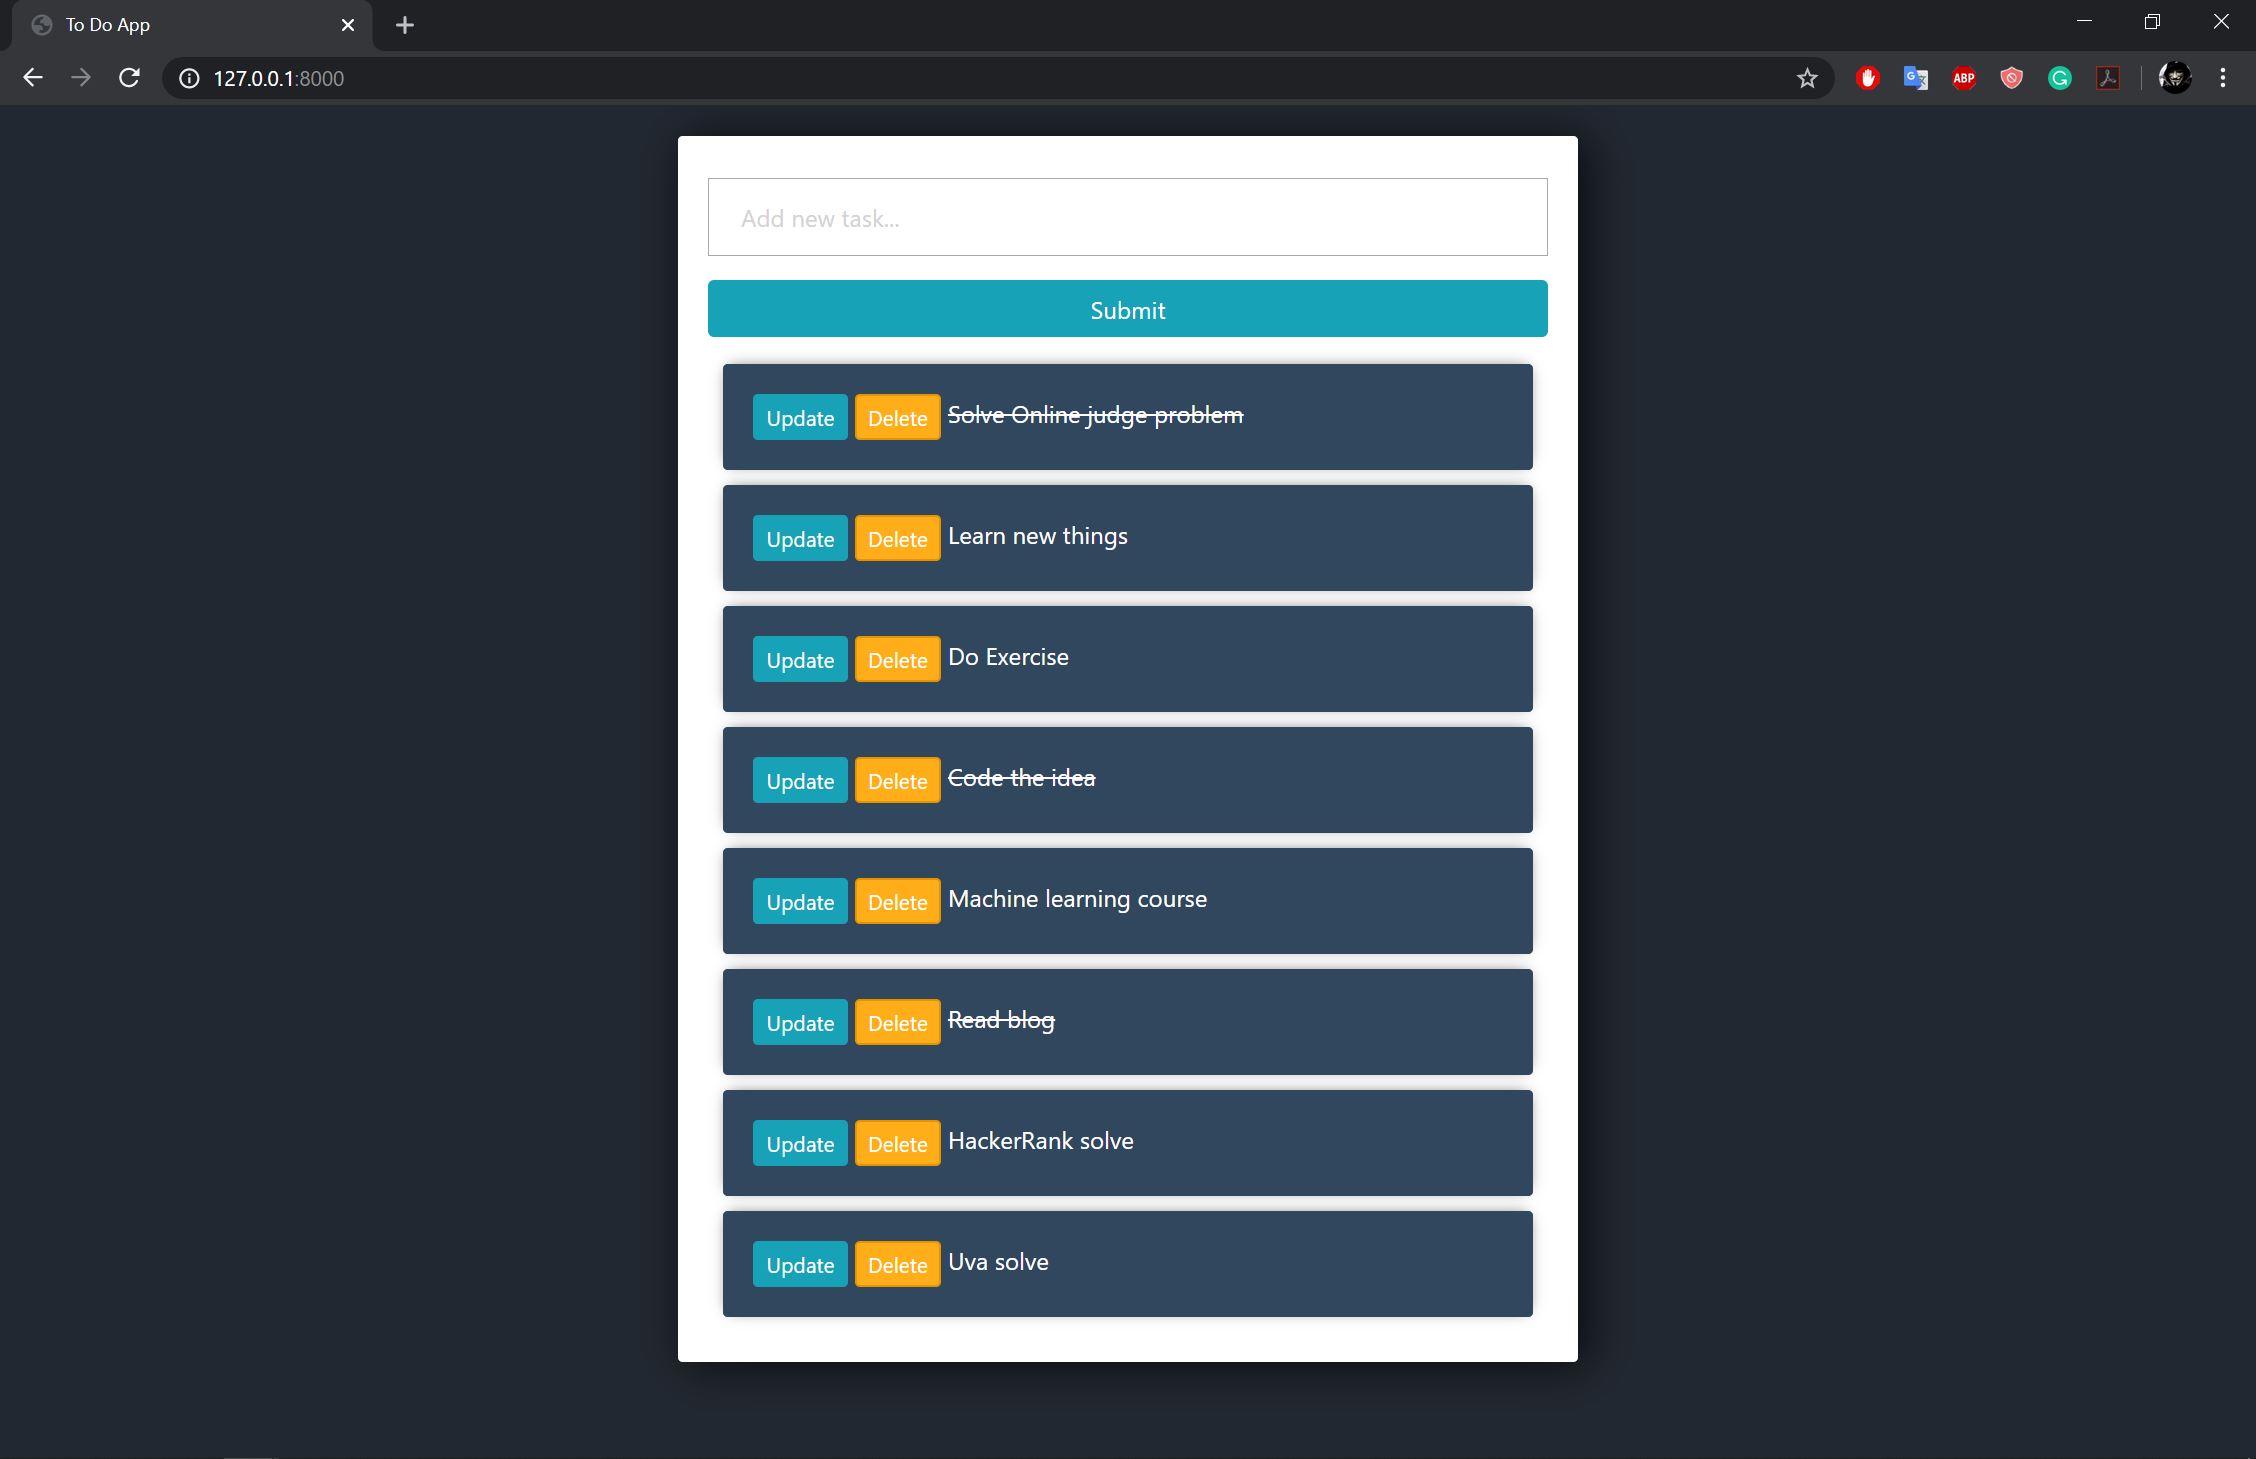 To Do App
127.0.0.1:8000
ABP
Add new task...
Submit
Update Delete Solve Online judge problem
Update Delete Learn new things
Update Delete Do Exercise
Update Delete Code the idea
Update Delete Machine learning course
Update Delete Read blog
Update Delete HackerRank solve
Update Delete Uva solve